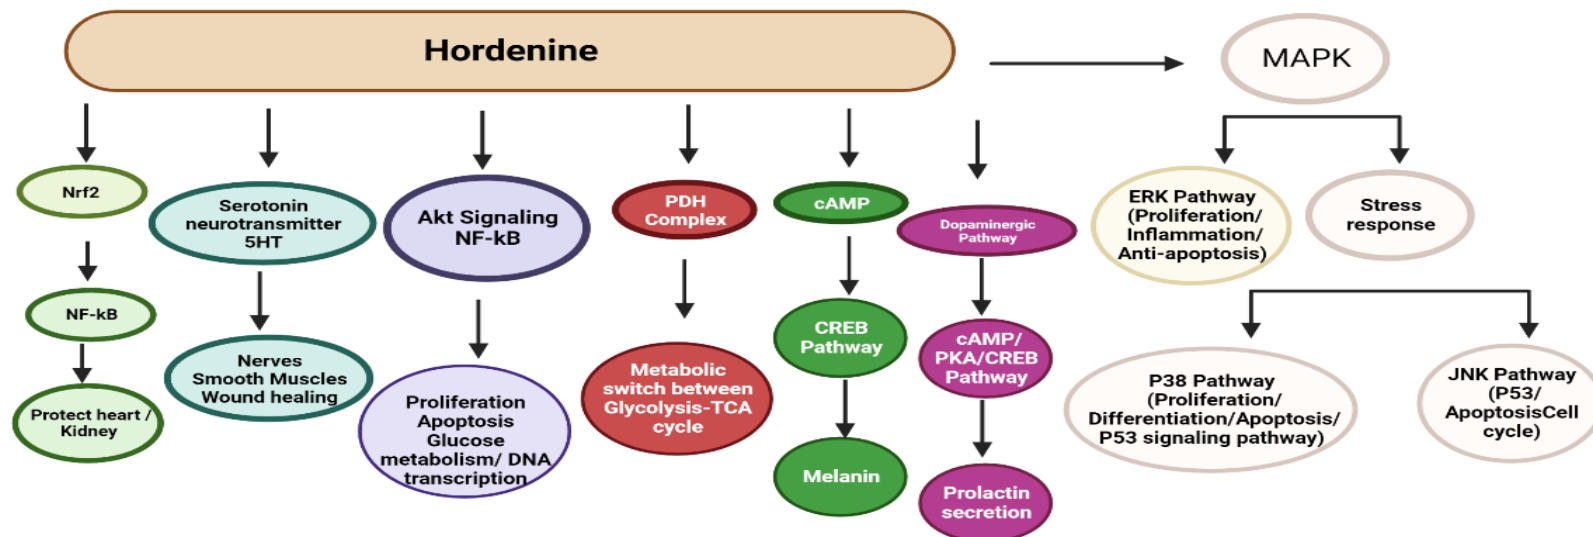 Hordenine
MAPK
Nrf2
NF-kB
Protect heart /
Kidney
Serotonin
neurotransmitter
5HT
Nerves
Smooth Muscles
Wound healing
Akt Signaling
NF-kB
Proliferation
Apoptosis
Glucose
metabolism/ DNA
transcription
PDH
Complex
Metabolic
switch between
Glycolysis-TCA
cycle
cAMP
CREB
Pathway
Melanin
Dopaminergic
Pathway
cAMP/
PKA/CREB
Pathway
Prolactin
secretion
ERK Pathway
(Proliferation/
Inflammation/
Anti-apoptosis)
Stress
response
P38 Pathway
(Proliferation/
Differentiation/Apoptosis/
P53 signaling pathway)
JNK Pathway
(P53/
ApoptosisCell
cycle)